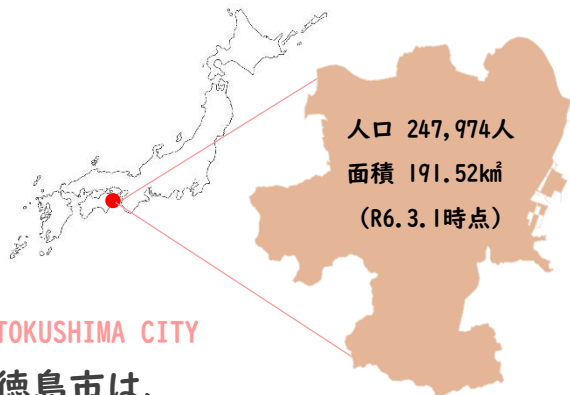 人口 247,974人
面積 191.52㎢
（R6.3.1時点）
TOKUSHIMA CITY
徳島市は、